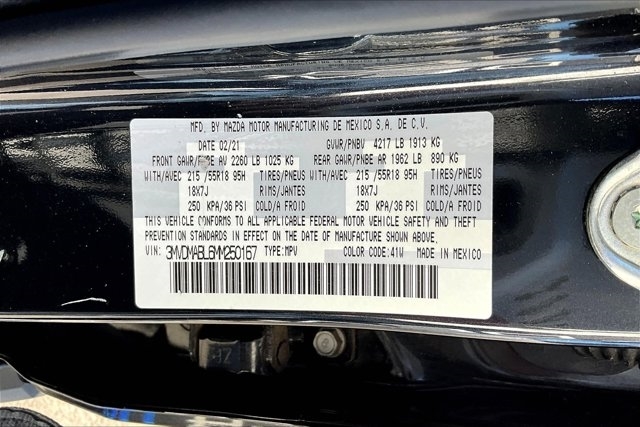 MFD. BY MAZDA MOTOR MANUFACTURING DE MEXICO S.A. DE C.V.
DATE 02/21 GVWR/PNBV 4217 LB 1913 KG
FRONT GAWR/PNBE AV 2260 LB 1025 KG REAR GAWR/PNBE AR 1962 LB 890 KG
WITH/AVEC 215 /55R18 95H TIRES/PNEUS WITH/AVEC 215 /55R18 95H TIRES/PNEUS
18X7J RIMS/JANTES 18X7J RIMS/JANTES
250 KPA/36 PSI COLD/A FROID 250 KPA/36 PSI COLD/A FROID
THIS VEHICLE CONFORMS TO ALL APPLICABLE FEDERAL MOTOR VEHICLE SAFETY AND THEFT
PREVENTION STANDARDS IN EFFECT ON THE DATE OF MANUFACTURE SHOWN ABOVE.
VIN: 3MVDMABL6MM250167 TYPE:MPV COLOR CODE:41W MADE IN MEXICO